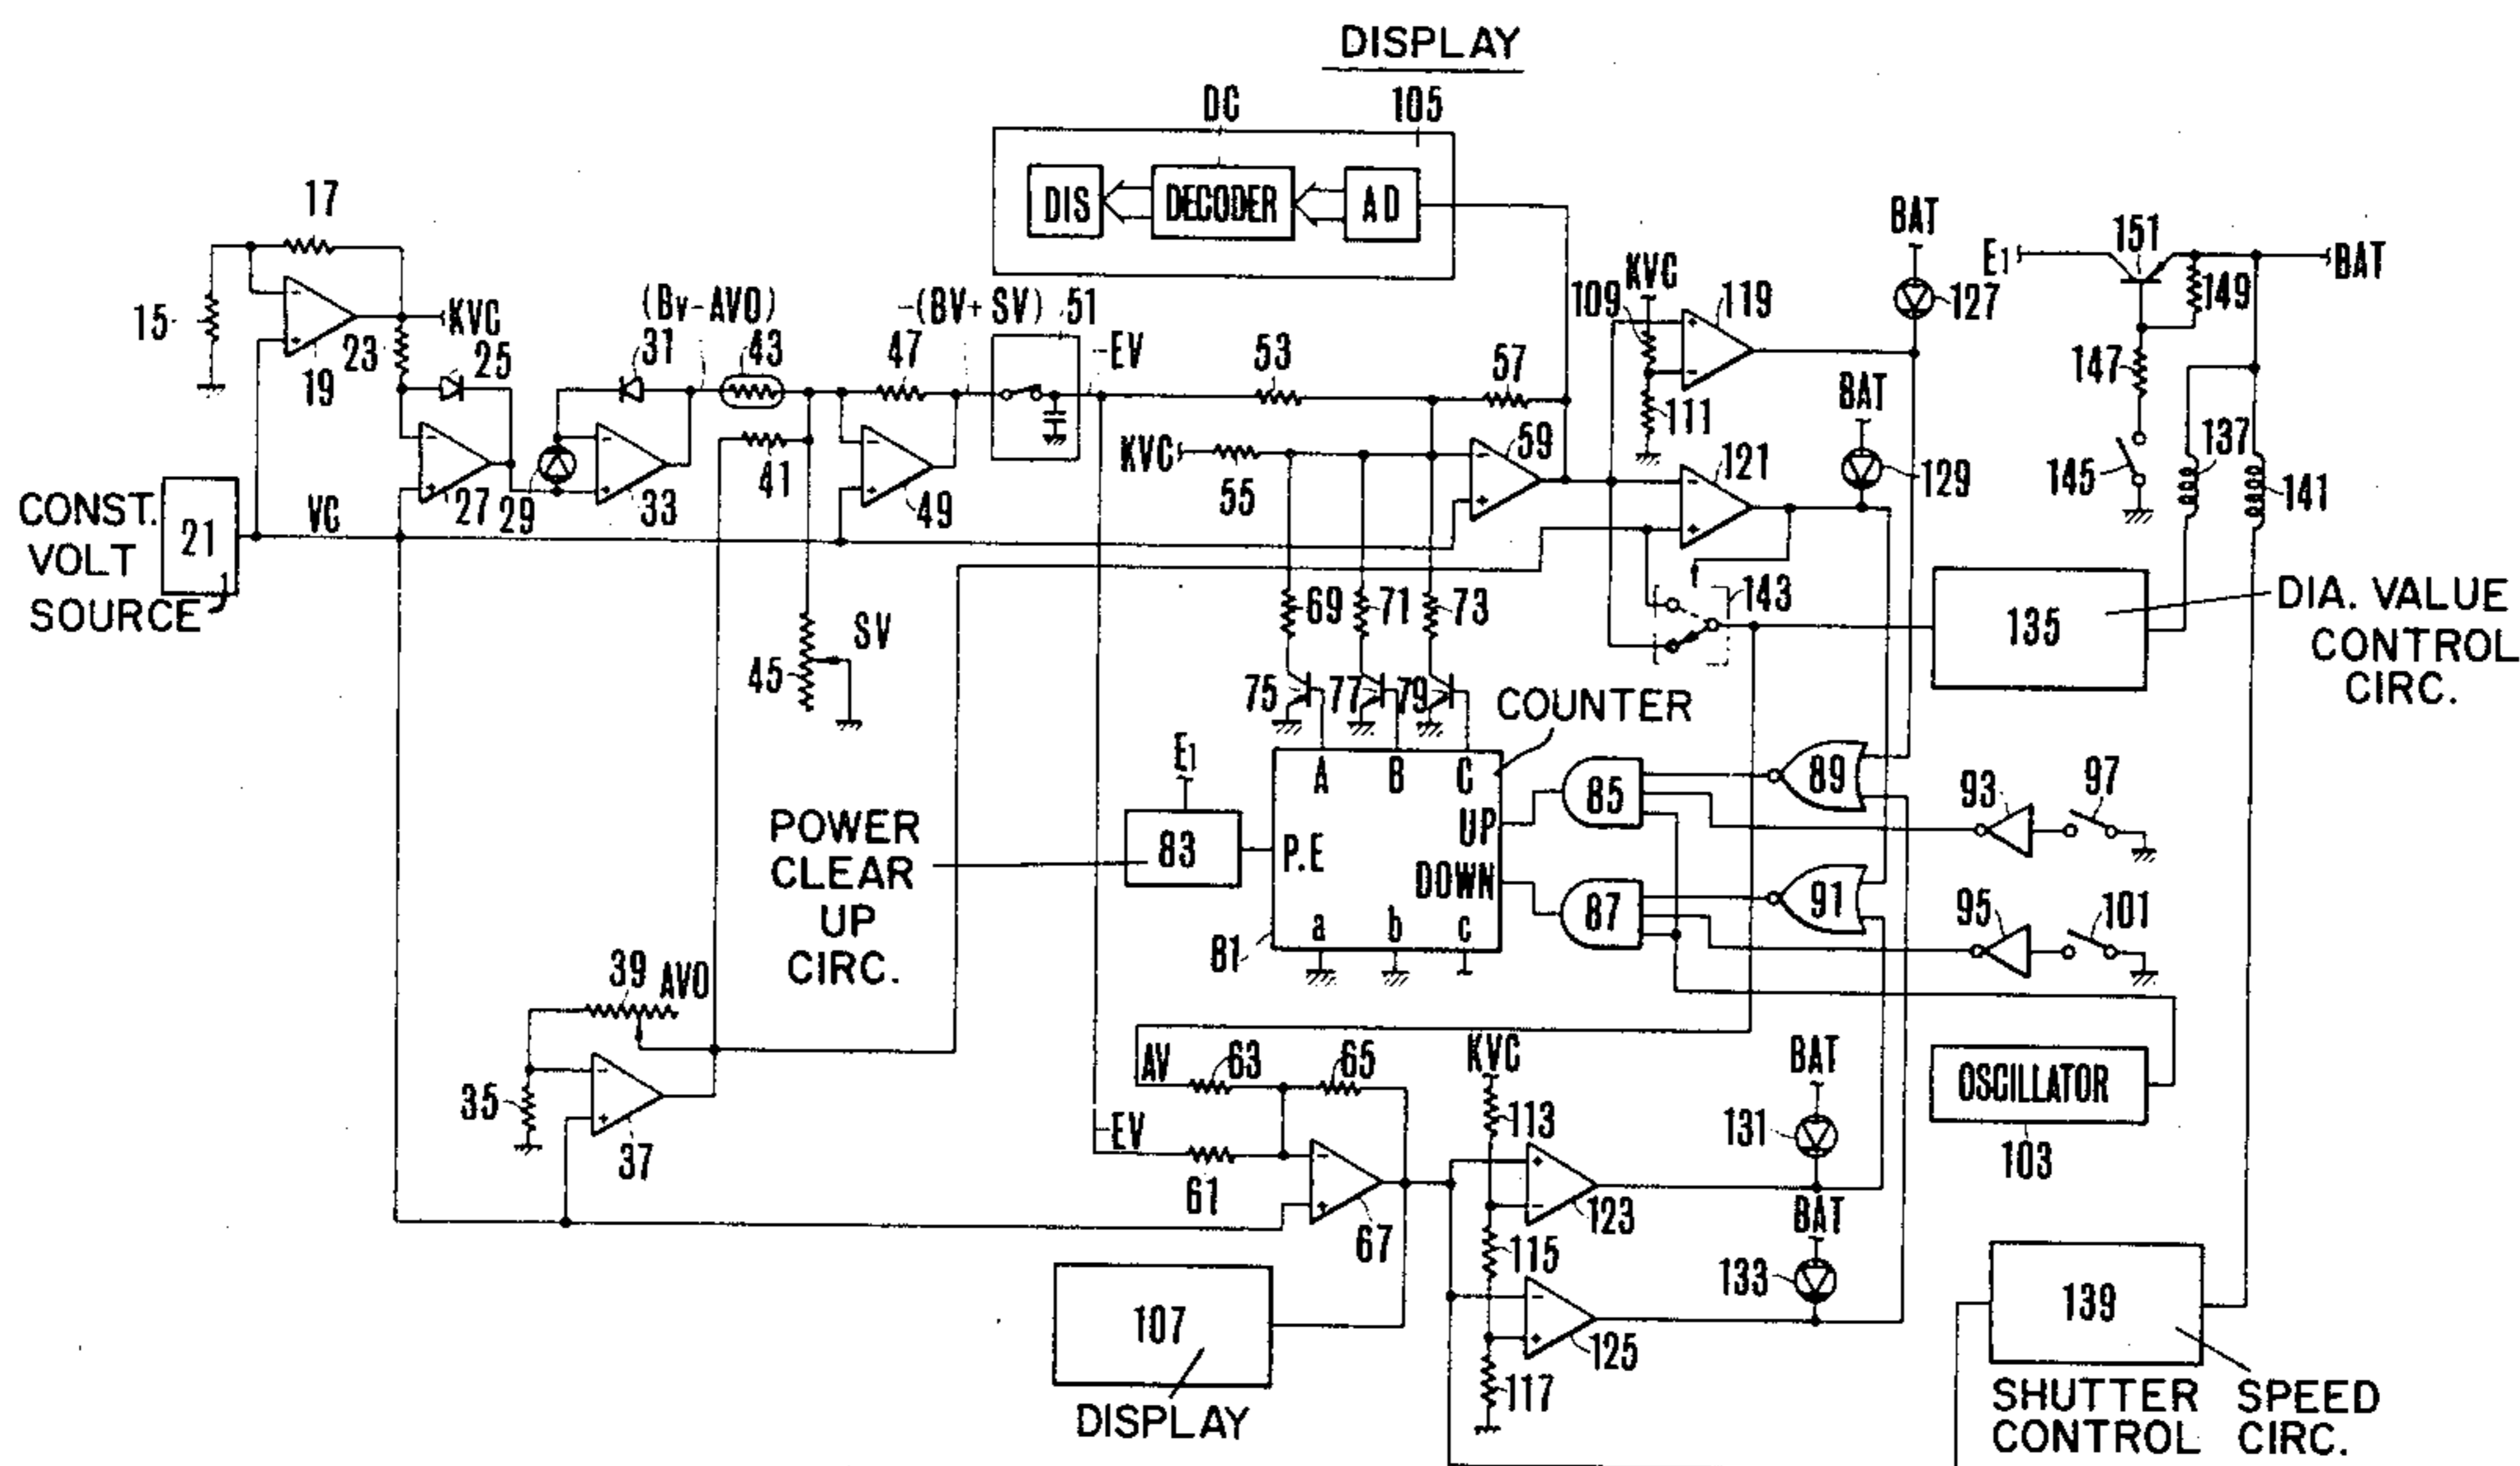 DISPLAY
DC
105
DIS
DECODER
AD
17
15
19
KVC
23
25
(Bv-AVO)
31
43
-(BV+SV)
51
47
-EV
53
57
KVC
55
59
CONST.
VOLT
SOURCE
21
VC
27
29
33
41
49
KVC
109
111
119
121
BAT
127
BAT
129
E1
151
BAT
149
147
145
137
141
SV
45
69
71
73
75
77
79
143
135
DIA. VALUE
CONTROL
CIRC.
COUNTER
POWER
CLEAR
UP
CIRC.
E1
83
A
B
C
P.E
UP
DOWN
a
b
c
81
85
87
89
91
93
97
95
101
39
AVO
35
37
AV
63
65
-EV
61
67
KVC
113
115
117
123
125
BAT
131
BAT
133
OSCILLATOR
103
107
DISPLAY
139
SHUTTER SPEED
CONTROL CIRC.